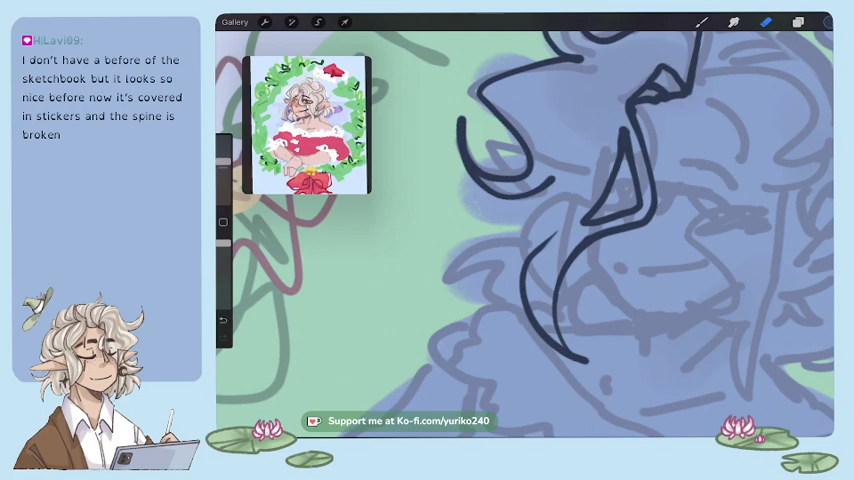 Gallery
HiLavi09:
I don't have a before of the
sketchbook but it looks so
nice before now it's covered
in stickers and the spine is
broken
Support me at Ko-fi.com/yuriko240